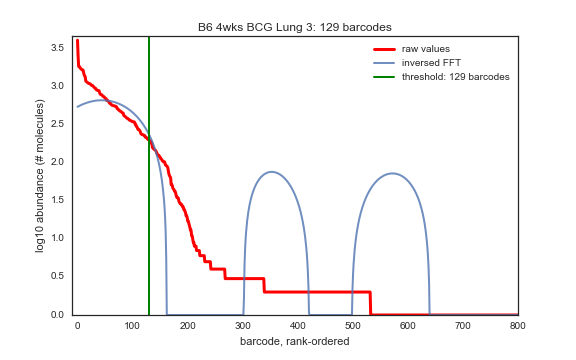 B6 4wks BCG Lung 3: 129 barcodes
raw values
inversed FFT
threshold: 129 barcodes
log10 abundance (# molecules)
3.5
3.0
2.5
2.0
1.5
1.0
0.5
0.0
0 100 200 300 400 500 600 700 800
barcode, rank-ordered